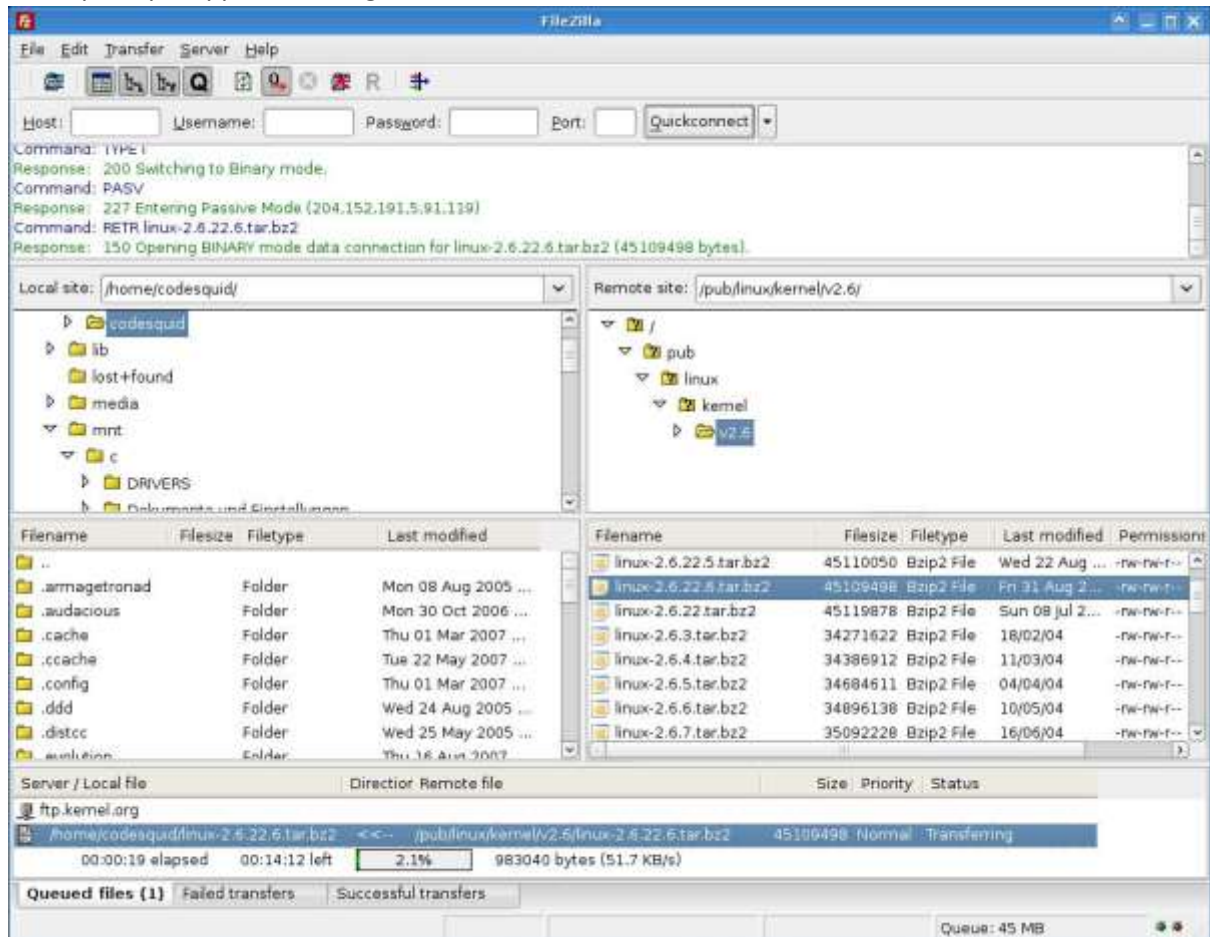 FileZilla
File Edit Transfer Server Help
Q R
Host: Username: Password: Port: Quickconnect
Command: TYPE I
Response: 200 Switching to Binary mode.
Command: PASV
Response: 227 Entering Passive Mode (204,152,191,5,91,119)
Command: RETR linux-2.6.22.6.tar.bz2
Response: 150 Opening BINARY mode data connection for linux-2.6.22.6.tar.bz2 (45109498 bytes).
Local site: /home/codesquid/
codesquid
lib
lost+found
media
mnt
c
DRIVERS
Dokumente und Einstellungen
Remote site: /pub/linux/kernel/v2.6/
/
pub
linux
kernel
v2.6
Filename Filesize Filetype Last modified
..
.armagetronad Folder Mon 08 Aug 2005 ...
.audacious Folder Mon 30 Oct 2006 ...
.cache Folder Thu 01 Mar 2007 ...
.ccache Folder Tue 22 May 2007 ...
.config Folder Thu 01 Mar 2007 ...
.ddd Folder Wed 24 Aug 2005 ...
.distcc Folder Wed 25 May 2005 ...
.evolution Folder Thu 16 Aug 2007
Filename Filesize Filetype Last modified Permissions
linux-2.6.22.5.tar.bz2 45110050 Bzip2 File Wed 22 Aug ... -rw-rw-r--
linux-2.6.22.6.tar.bz2 45109498 Bzip2 File Fri 31 Aug 2... -rw-rw-r--
linux-2.6.22.tar.bz2 45119878 Bzip2 File Sun 08 Jul 2... -rw-rw-r--
linux-2.6.3.tar.bz2 34271622 Bzip2 File 18/02/04 -rw-rw-r--
linux-2.6.4.tar.bz2 34386912 Bzip2 File 11/03/04 -rw-rw-r--
linux-2.6.5.tar.bz2 34684611 Bzip2 File 04/04/04 -rw-rw-r--
linux-2.6.6.tar.bz2 34896138 Bzip2 File 10/05/04 -rw-rw-r--
linux-2.6.7.tar.bz2 35092228 Bzip2 File 16/06/04 -rw-rw-r--
Server / Local file Direction Remote file Size Priority Status
ftp.kernel.org
/home/codesquid/linux-2.6.22.6.tar.bz2 <<-- /pub/linux/kernel/v2.6/linux-2.6.22.6.tar.bz2 45109498 Normal Transferring
00:00:19 elapsed 00:14:12 left 2.1% 983040 bytes (51.7 KB/s)
Queued files (1) Failed transfers Successful transfers
Queue: 45 MB